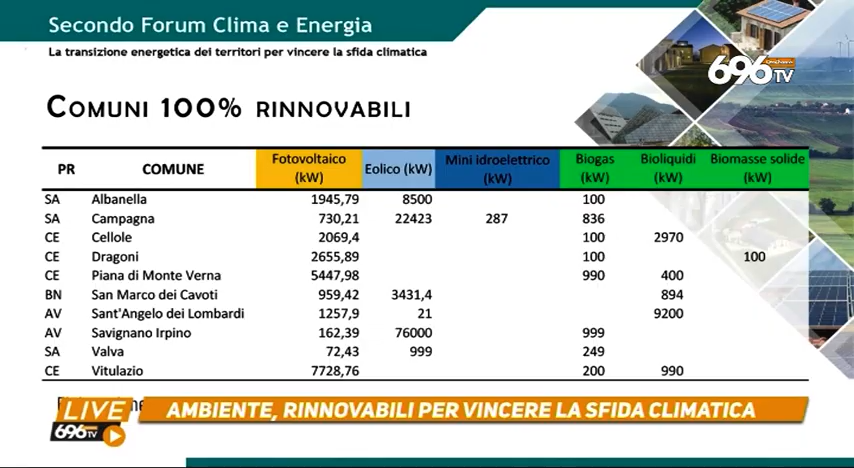 Secondo Forum Clima e Energia
La transizione energetica dei territori per vincere la sfida climatica
696 TV
COMUNI 100% RINNOVABILI
PR COMUNE Fotovoltaico (kW) Eolico (kW) Mini idroelettrico (kW) Biogas (kW) Bioliquidi (kW) Biomasse solide (kW)
SA Albanella 1945,79 8500 100
SA Campagna 730,21 22423 287 836
CE Cellole 2069,4 100 2970
CE Dragoni 2655,89 100 100
CE Piana di Monte Verna 5447,98 990 400
BN San Marco dei Cavoti 959,42 3431,4 894
AV Sant'Angelo dei Lombardi 1257,9 21 9200
AV Savignano Irpino 162,39 76000 999
SA Valva 72,43 999 249
CE Vitulazio 7728,76 200 990
LIVE
696 TV
AMBIENTE, RINNOVABILI PER VINCERE LA SFIDA CLIMATICA